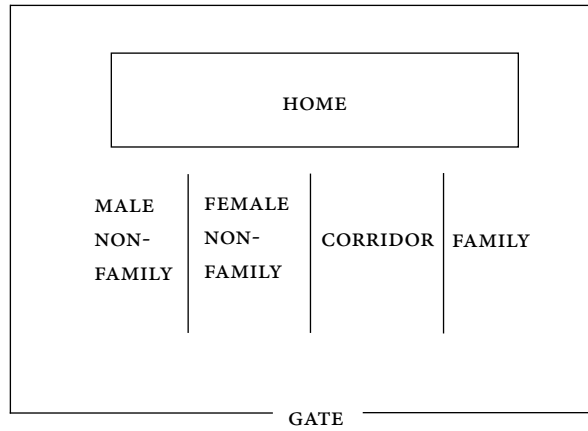 HOME
MALE
NON-
FAMILY
FEMALE
NON-
FAMILY
CORRIDOR
FAMILY
GATE